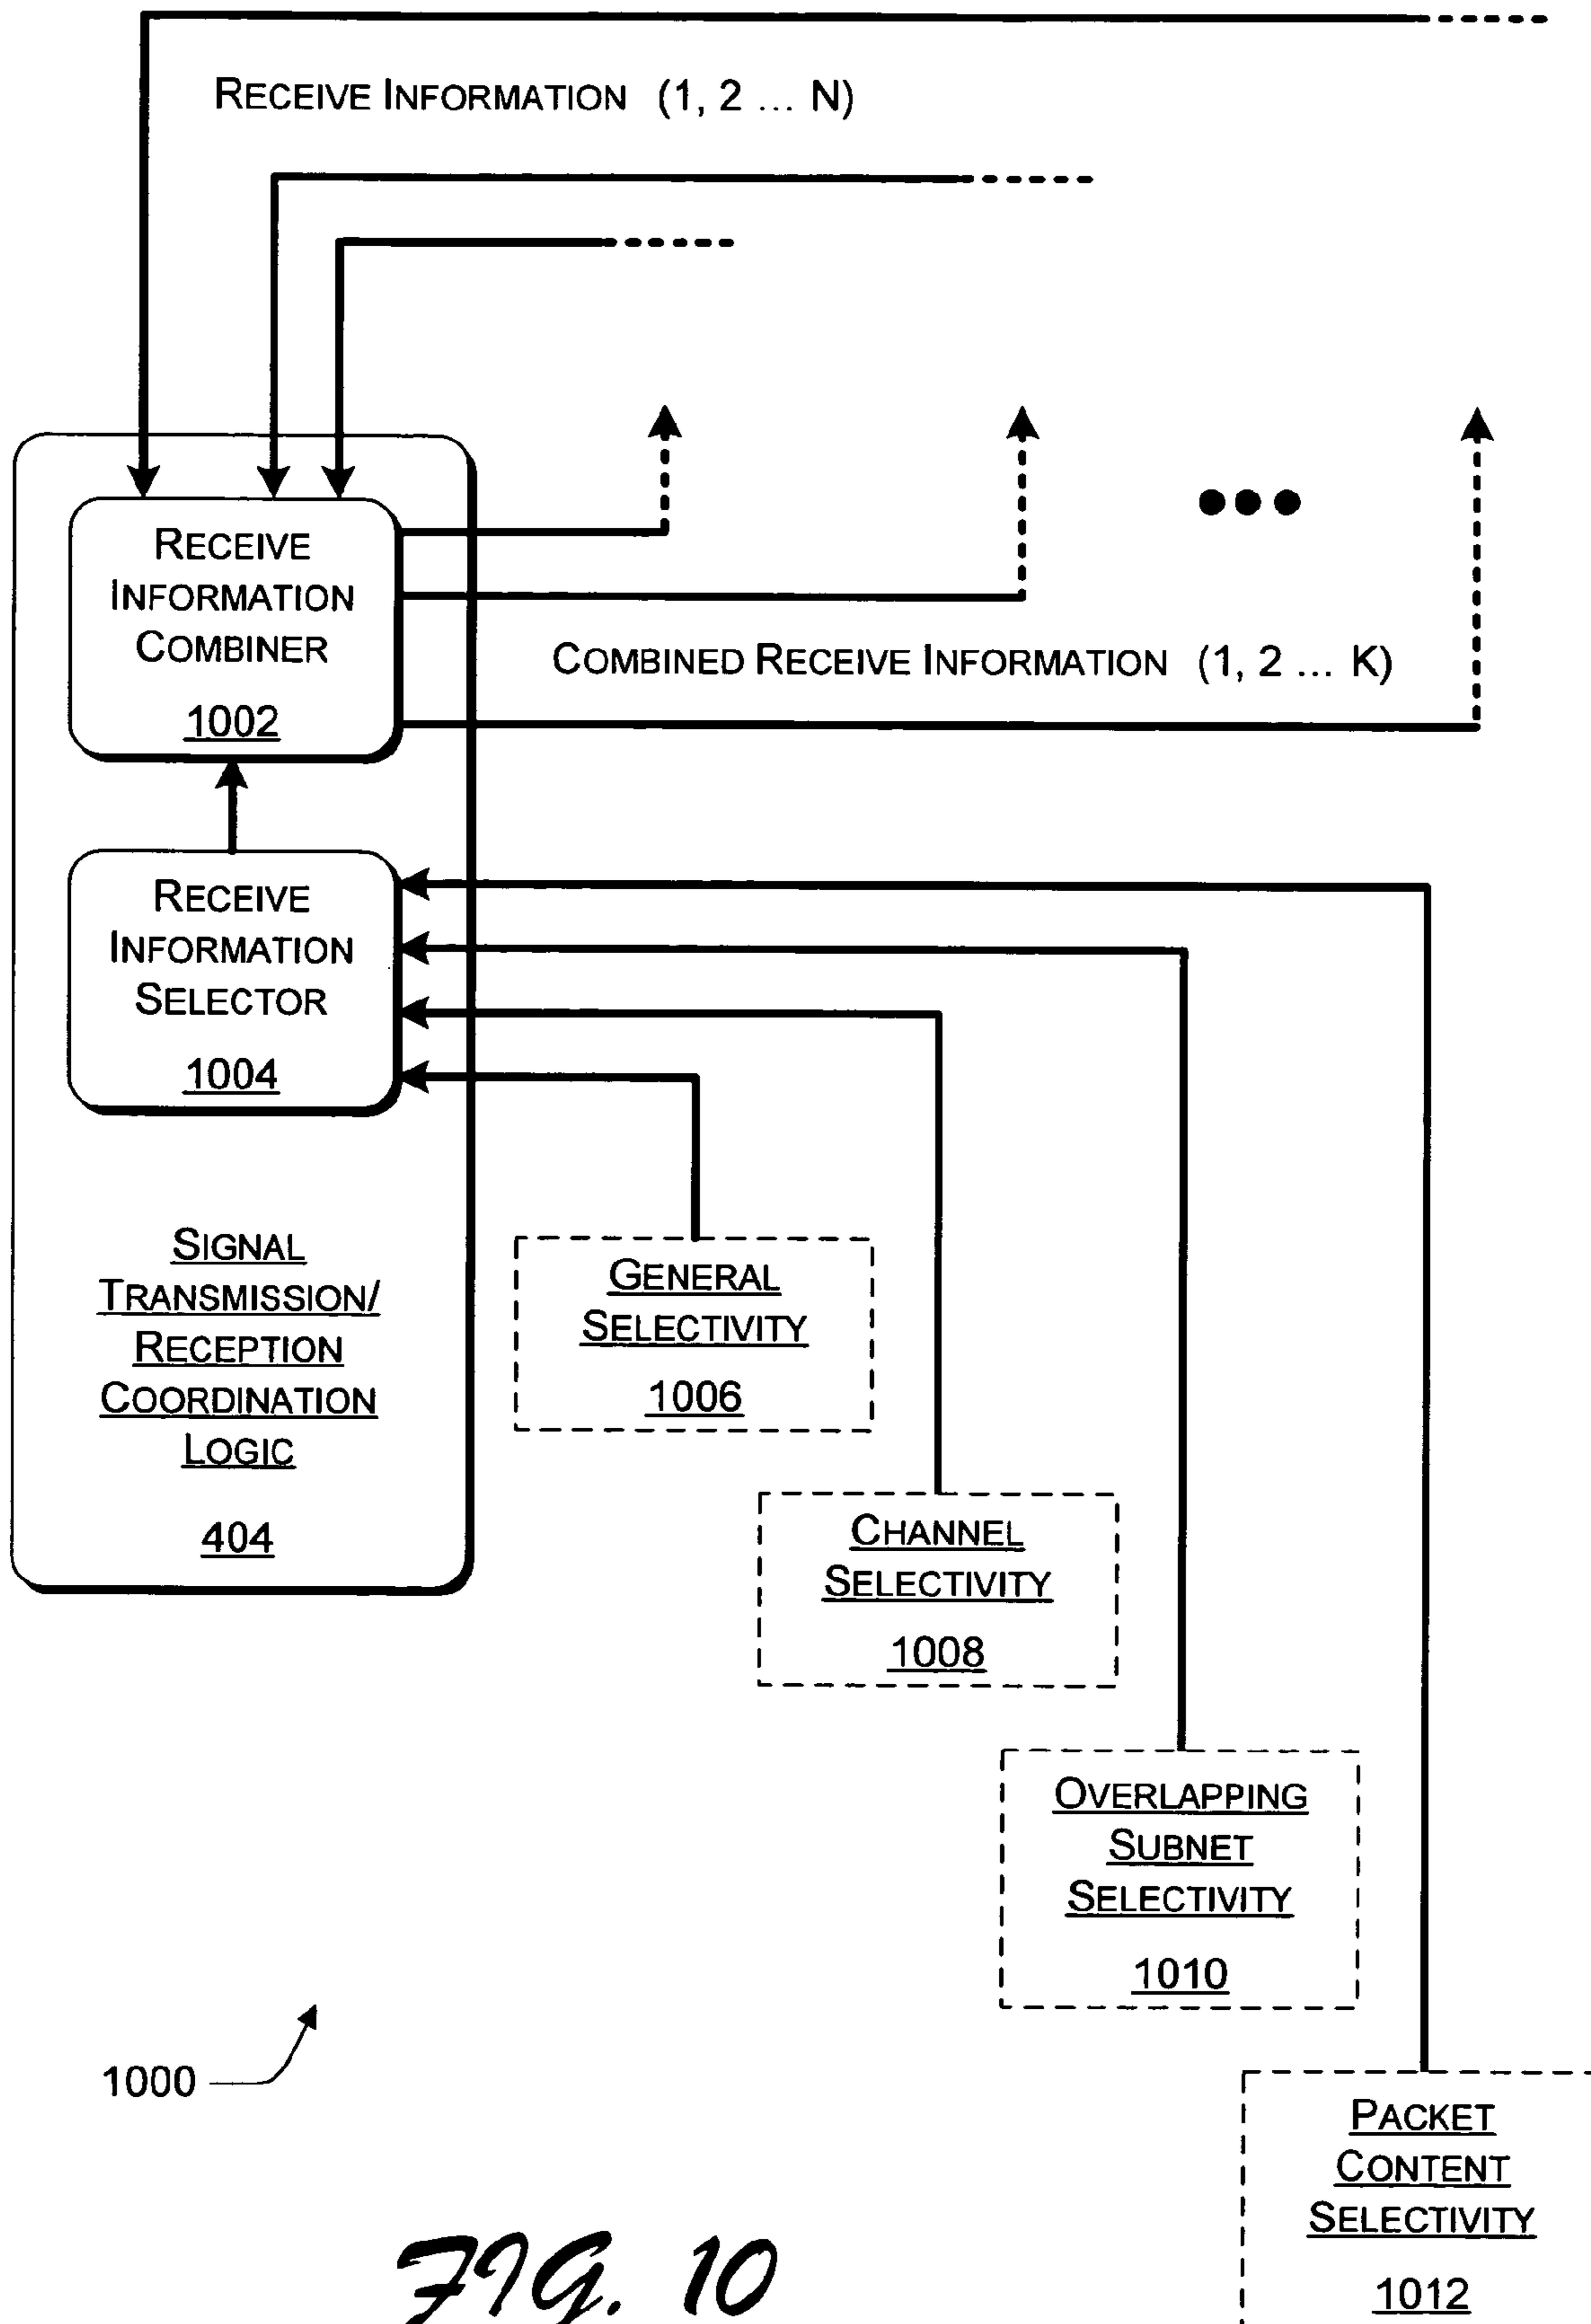 RECEIVE INFORMATION (1, 2 ... N)
RECEIVE
INFORMATION
COMBINER
1002
COMBINED RECEIVE INFORMATION (1, 2 ... K)
RECEIVE
INFORMATION
SELECTOR
1004
SIGNAL
TRANSMISSION/
RECEPTION
COORDINATION
LOGIC
404
GENERAL
SELECTIVITY
1006
CHANNEL
SELECTIVITY
1008
OVERLAPPING
SUBNET
SELECTIVITY
1010
1000
PACKET
CONTENT
SELECTIVITY
1012
FIG. 10